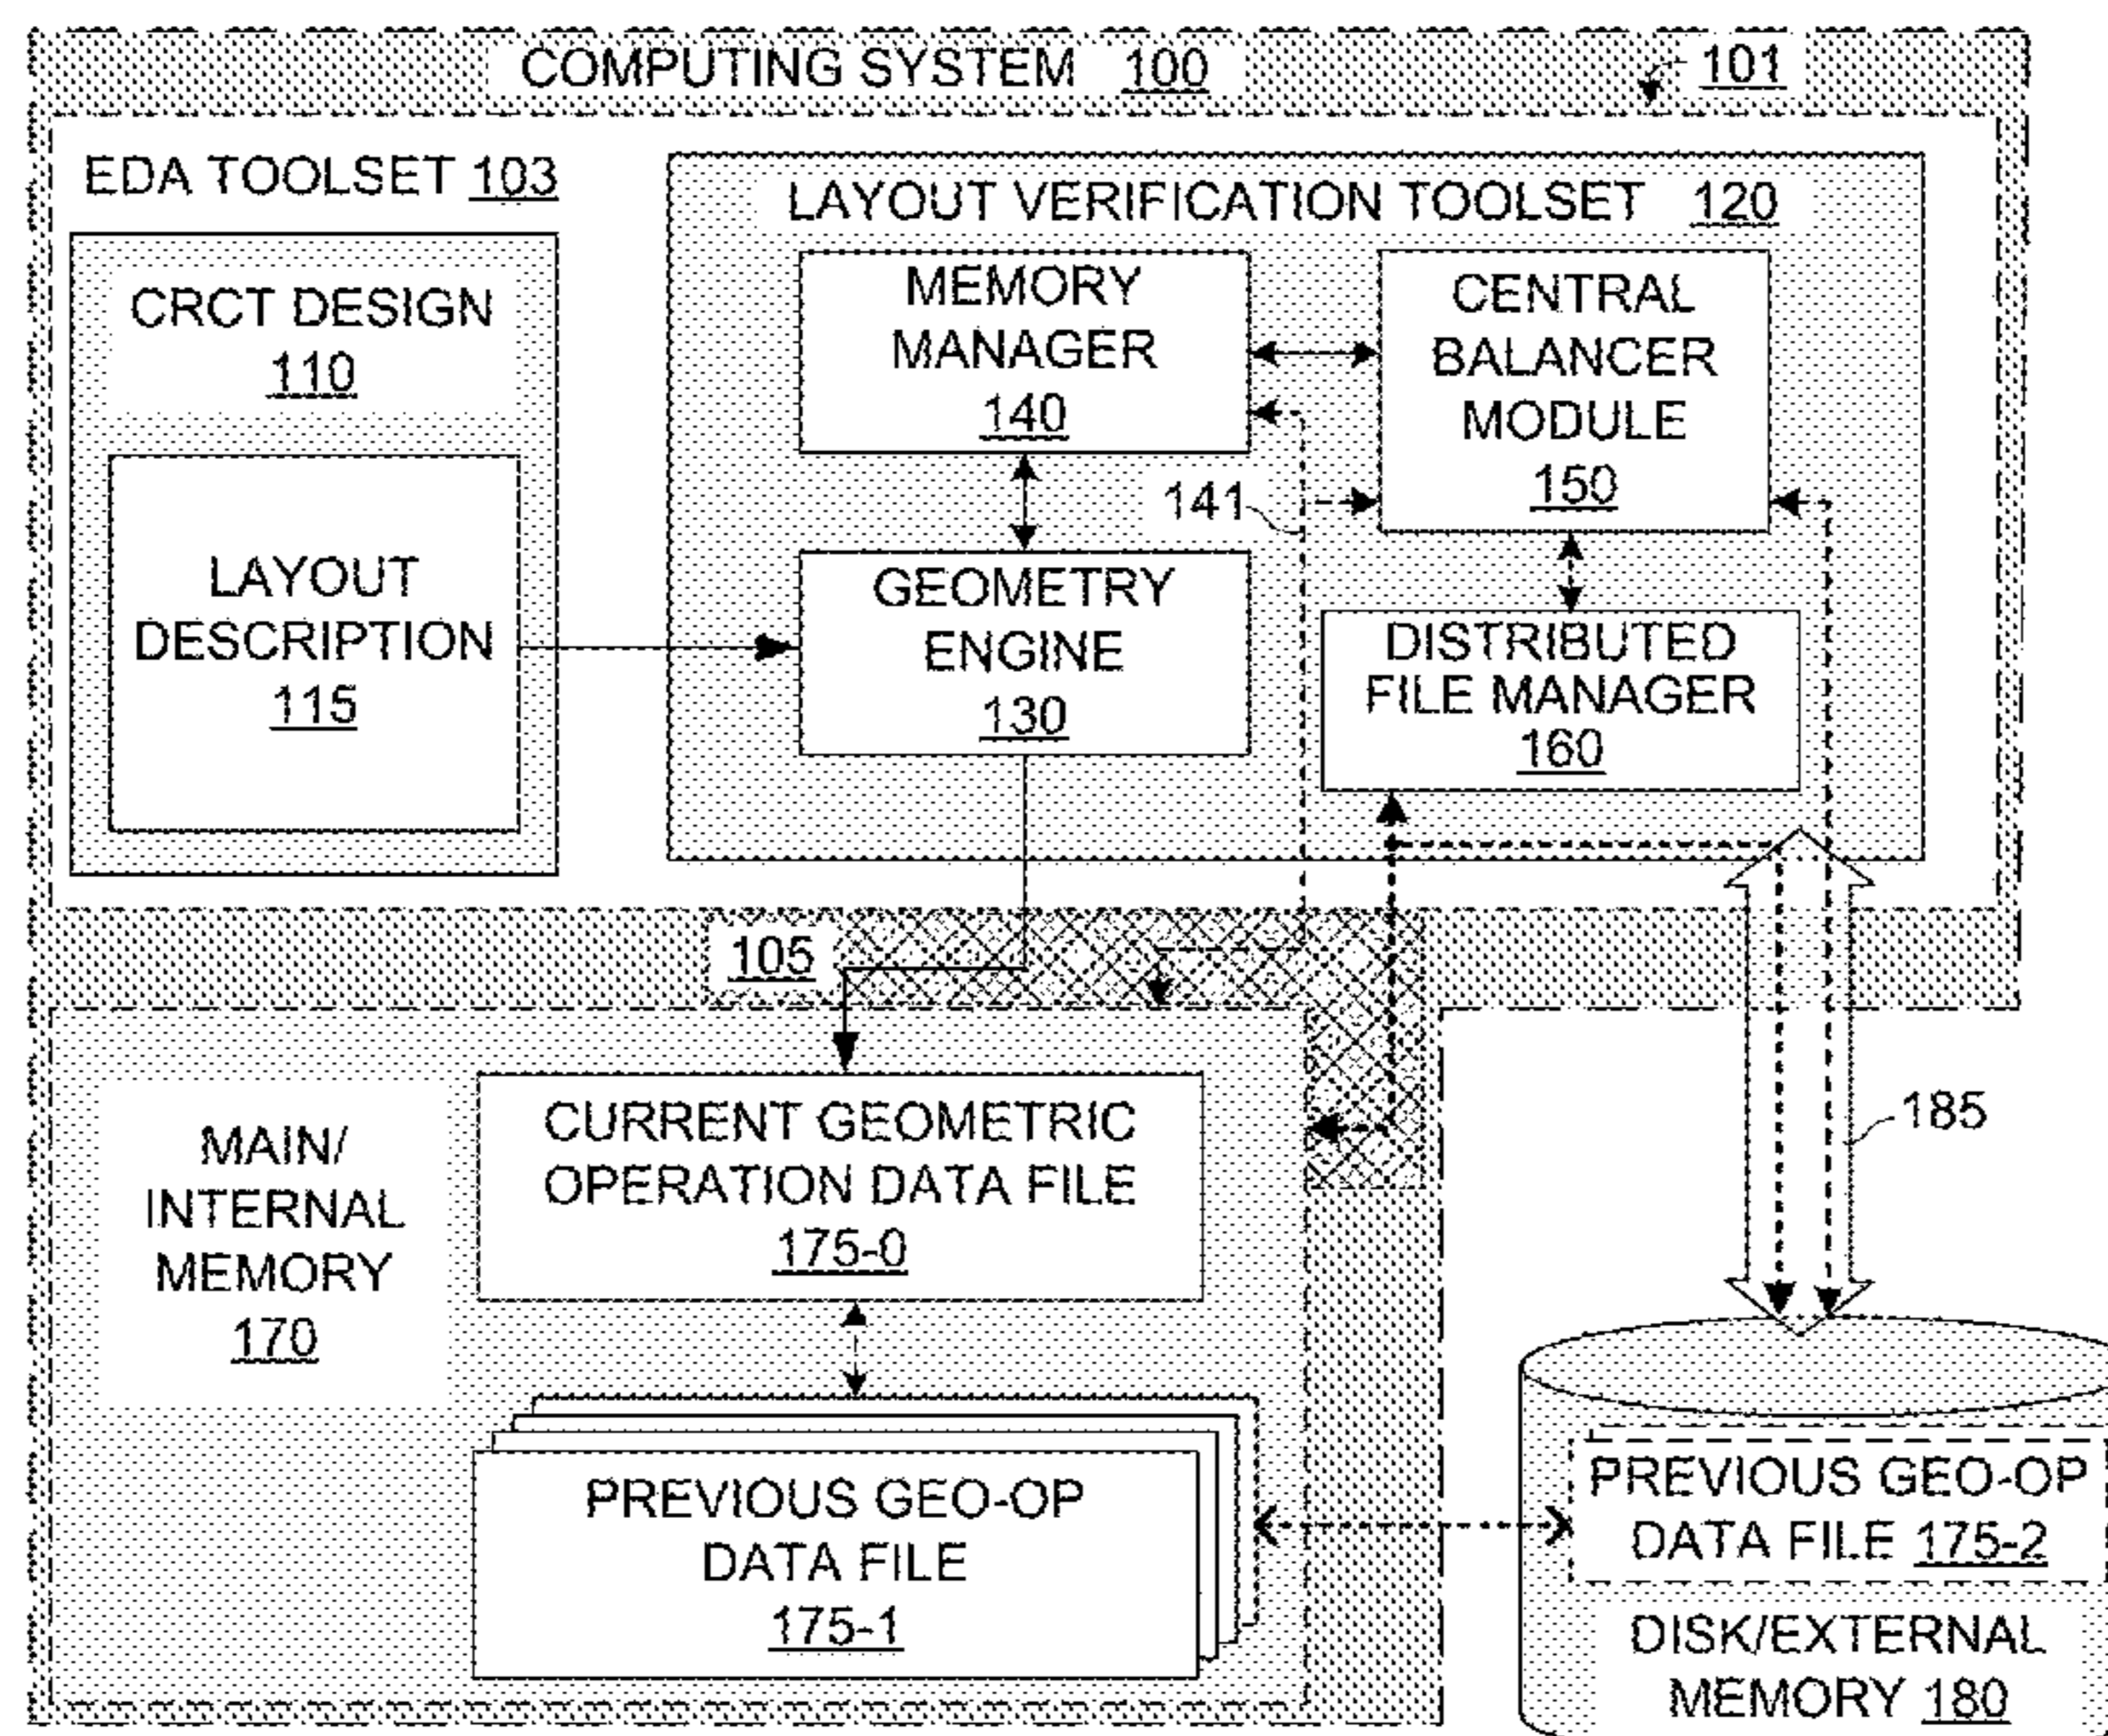 COMPUTING SYSTEM 100
101
EDA TOOLSET 103
LAYOUT VERIFICATION TOOLSET 120
CRCT DESIGN
110
LAYOUT
DESCRIPTION
115
MEMORY
MANAGER
140
CENTRAL
BALANCER
MODULE
150
141
GEOMETRY
ENGINE
130
DISTRIBUTED
FILE MANAGER
160
105
MAIN/
INTERNAL
MEMORY
170
CURRENT GEOMETRIC
OPERATION DATA FILE
175-0
185
PREVIOUS GEO-OP
DATA FILE
175-1
PREVIOUS GEO-OP
DATA FILE 175-2
DISK/EXTERNAL
MEMORY 180